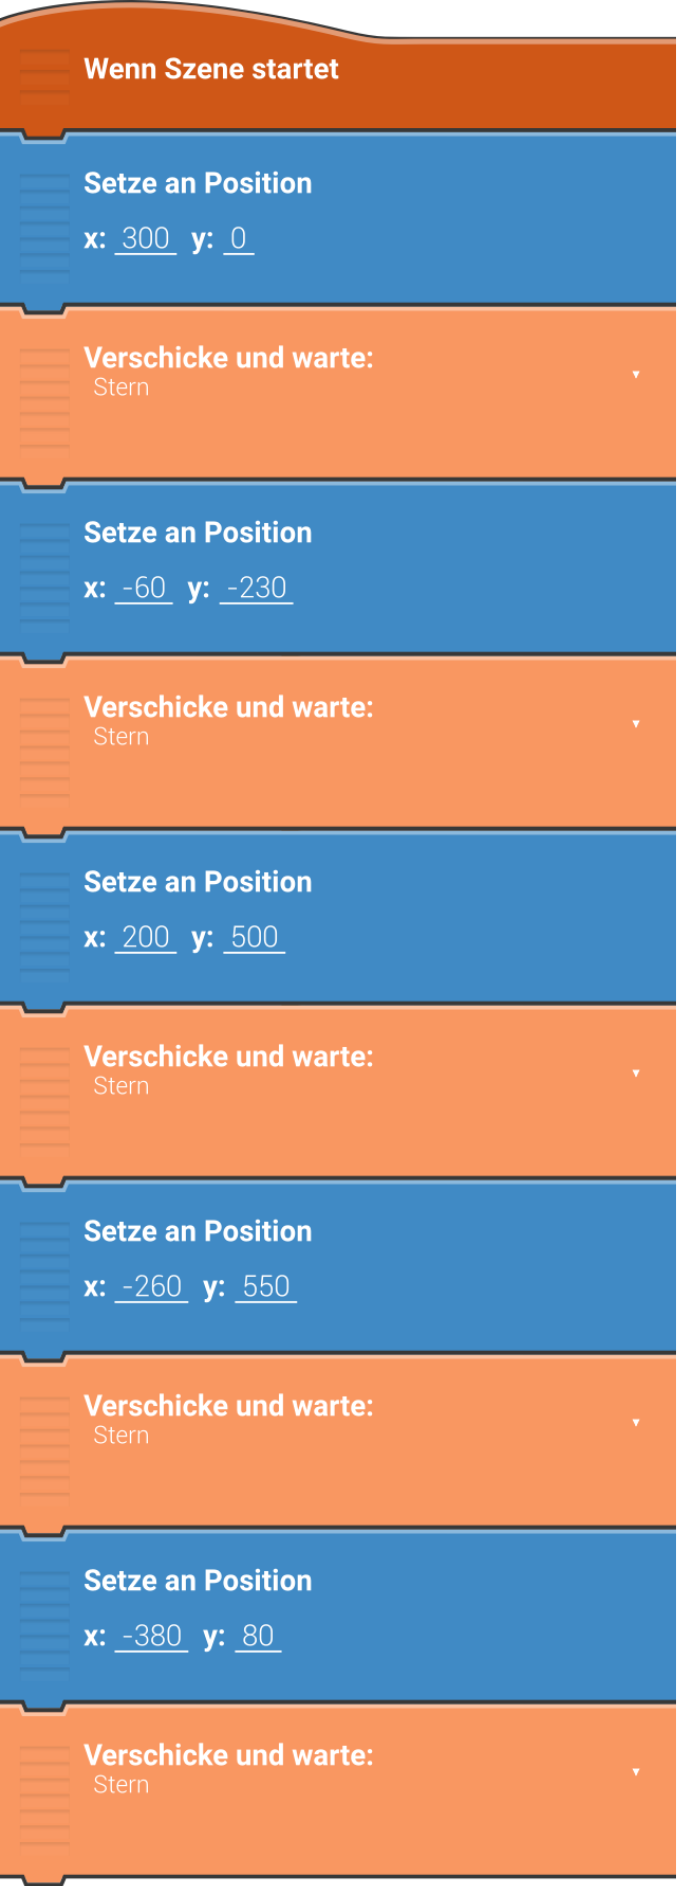 Wenn Szene startet
Setze an Position
x: 300 y: 0
Verschicke und warte:
Stern
Setze an Position
x: -60 y: -230
Verschicke und warte:
Stern
Setze an Position
x: 200 y: 500
Verschicke und warte:
Stern
Setze an Position
x: -260 y: 550
Verschicke und warte:
Stern
Setze an Position
x: -380 y: 80
Verschicke und warte:
Stern